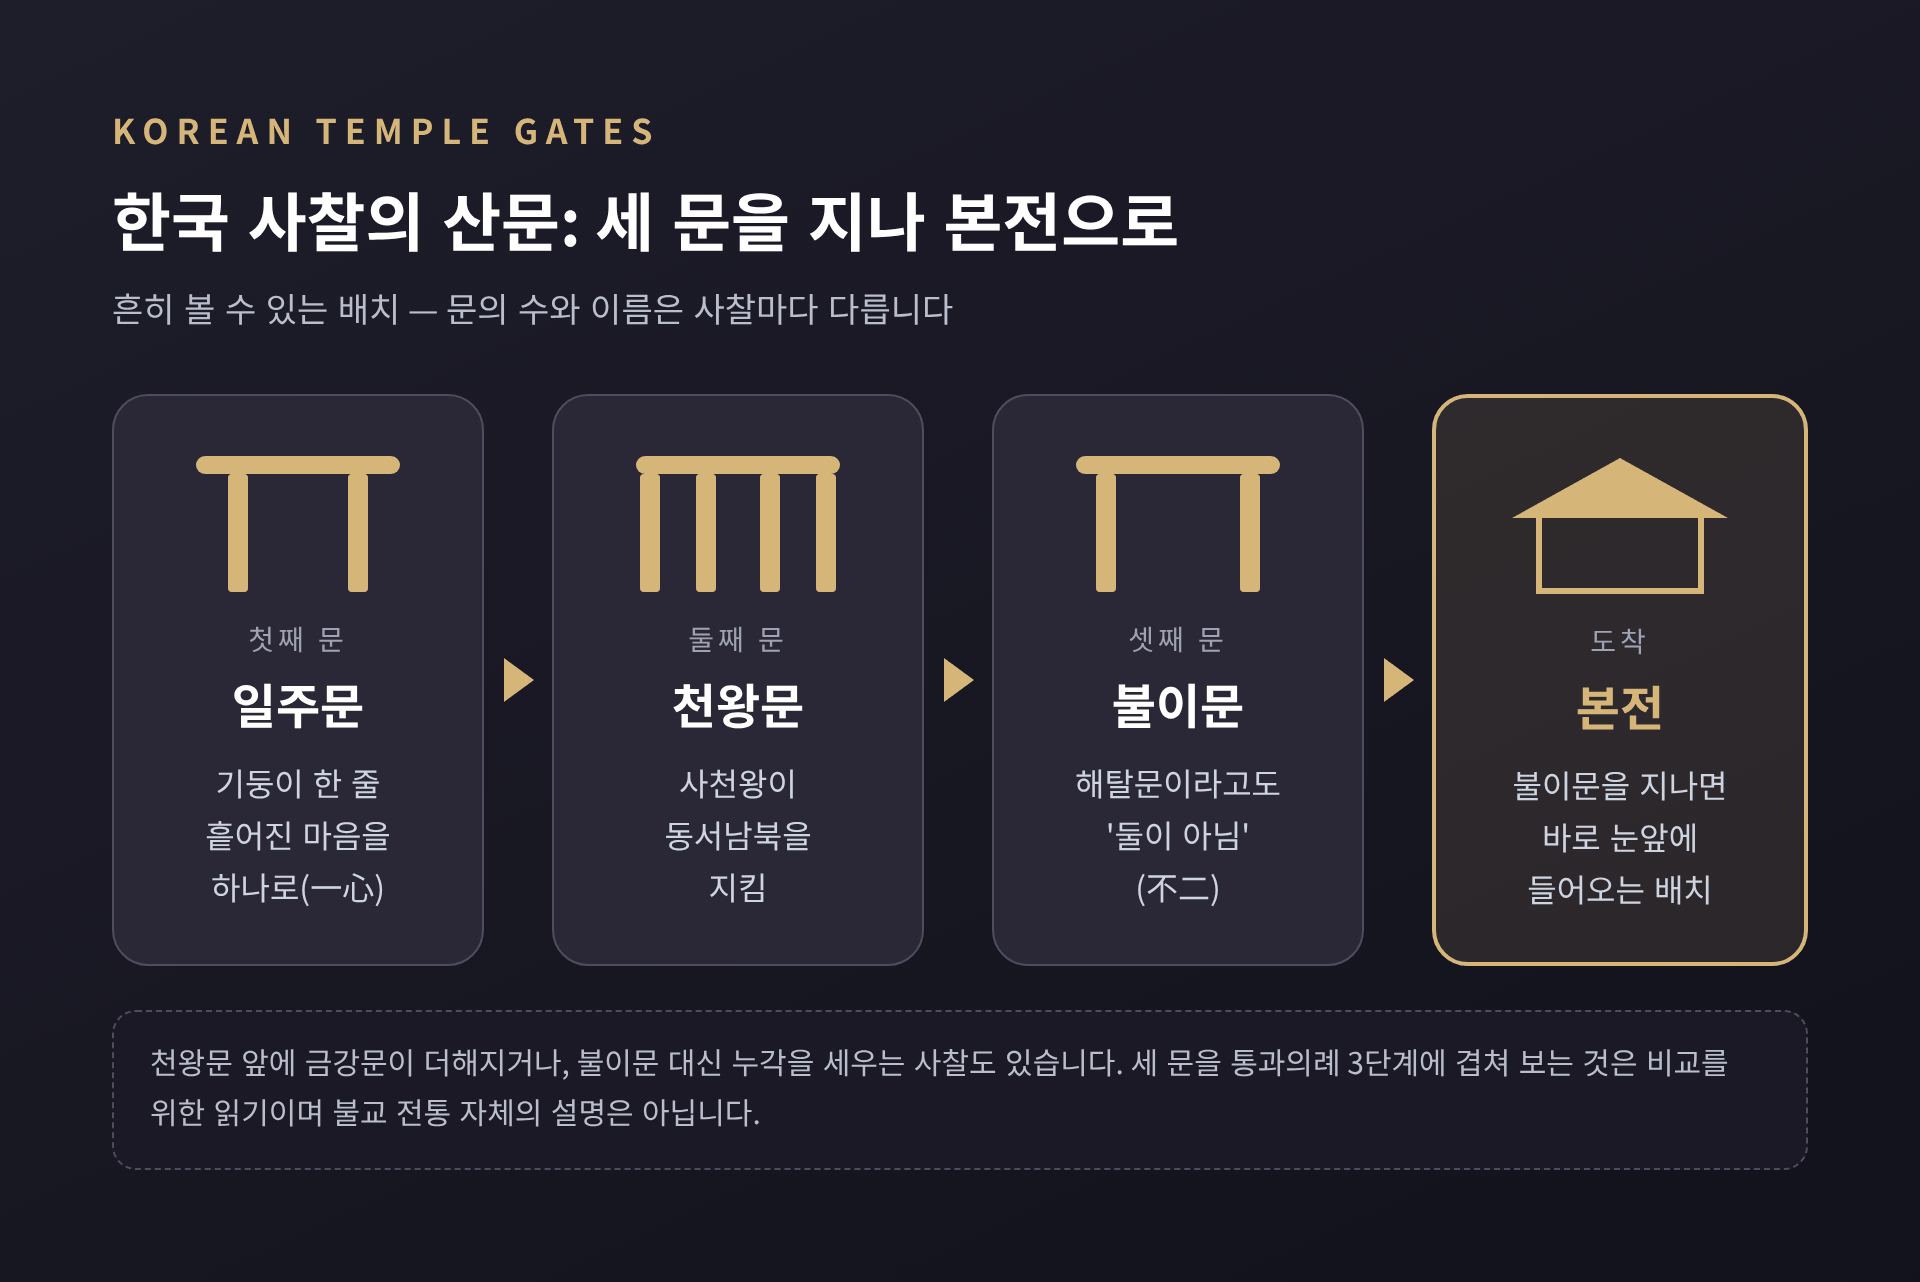 KOREAN TEMPLE GATES
한국 사찰의 산문: 세 문을 지나 본전으로
흔히 볼 수 있는 배치 — 문의 수와 이름은 사찰마다 다릅니다
첫째 문
일주문
기둥이 한 줄
흩어진 마음을
하나로(一心)
둘째 문
천왕문
사천왕이
동서남북을
지킴
셋째 문
불이문
해탈문이라고도
'둘이 아님'
(不二)
도착
본전
불이문을 지나면
바로 눈앞에
들어오는 배치
천왕문 앞에 금강문이 더해지거나, 불이문 대신 누각을 세우는 사찰도 있습니다. 세 문을 통과의례 3단계에 겹쳐 보는 것은 비교를
위한 읽기이며 불교 전통 자체의 설명은 아닙니다.